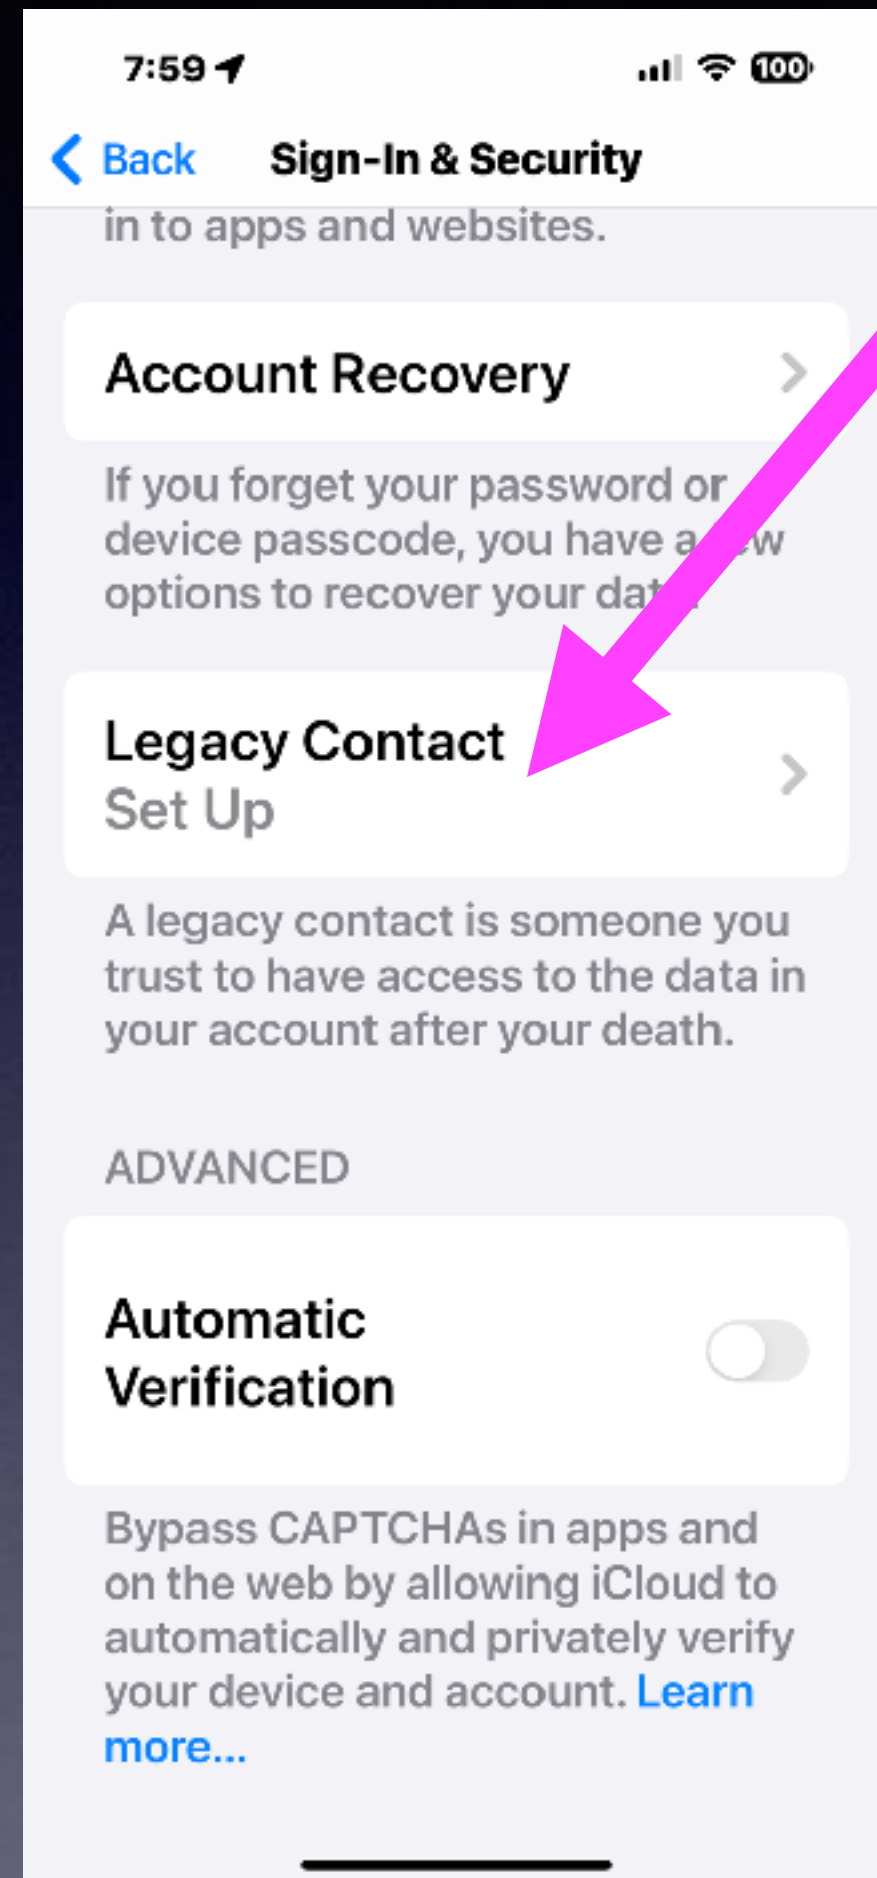 7:59
100
Back Sign-In & Security
in to apps and websites.
Account Recovery
If you forget your password or
device passcode, you have a few
options to recover your data.
Legacy Contact
Set Up
A legacy contact is someone you
trust to have access to the data in
your account after your death.
ADVANCED
Automatic
Verification
Bypass CAPTCHAs in apps and
on the web by allowing iCloud to
automatically and privately verify
your device and account. Learn
more...